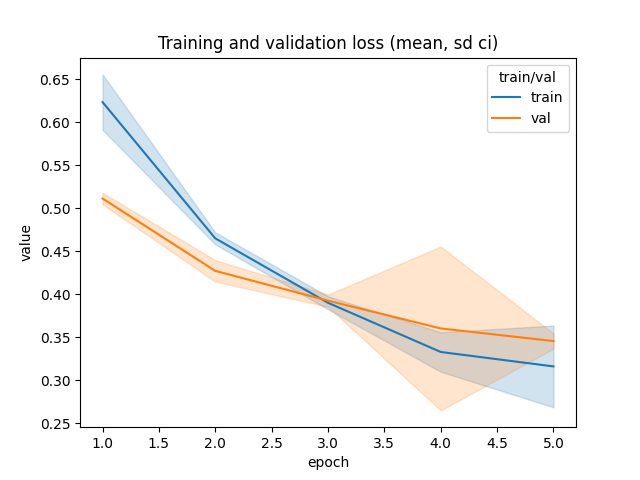 Training and validation loss (mean, sd ci)
train/val
train
val
value
0.65
0.60
0.55
0.50
0.45
0.40
0.35
0.30
0.25
1.0 1.5 2.0 2.5 3.0 3.5 4.0 4.5 5.0
epoch